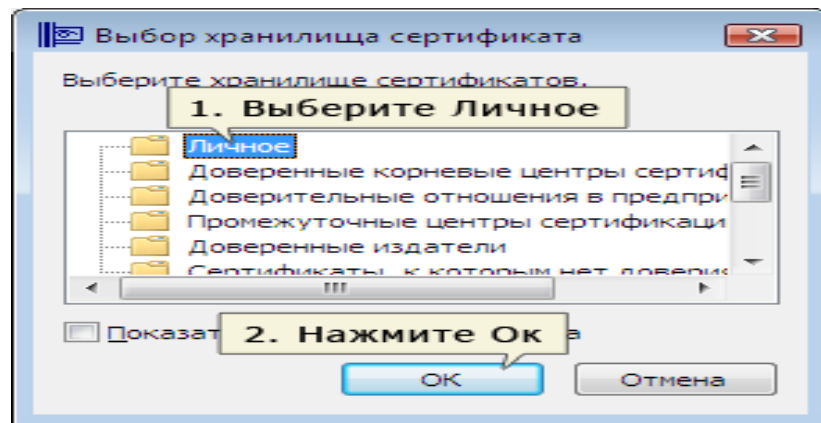 Выбор хранилища сертификата
Выберите хранилище сертификатов.
1. Выберите Личное
Личное
Доверенные корневые центры сертиф
Доверительные отношения в предпри
Промежуточные центры сертификаци
Доверенные издатели
Сертификаты, к которым нет довери
Показат
2. Нажмите Ок
а
ОК
Отмена